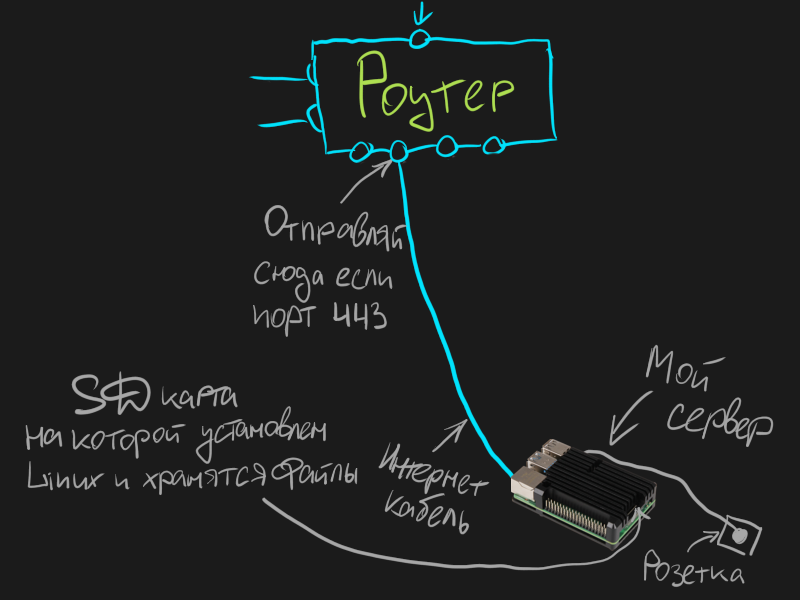 Роутер
Отправляй
сюда если
порт 443
SD карта
на которой установлен
Linux и хранятся файлы
Интернет
кабель
Мой
сервер
Розетка